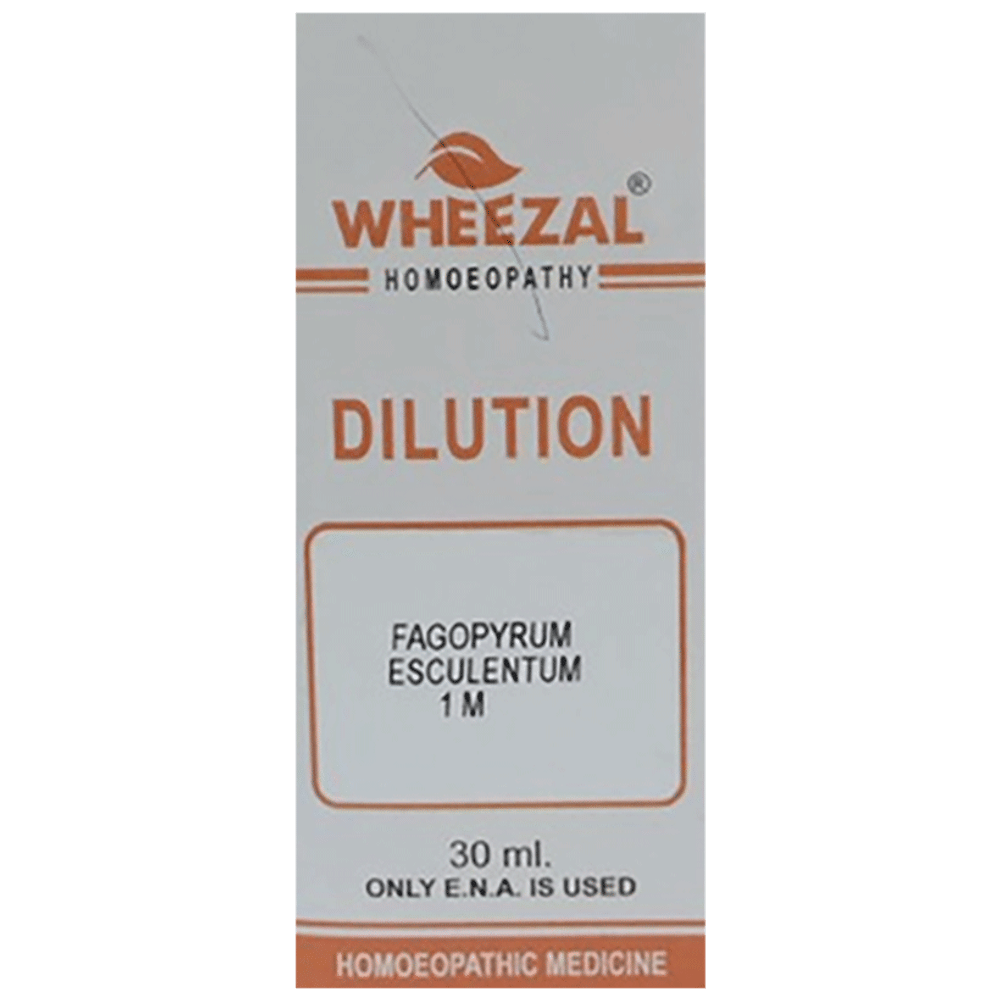 WHEEZAL®
HOMOEOPATHY
DILUTION
FAGOPYRUM
ESCULENTUM
1 M
30 ml.
ONLY E.N.A. IS USED
HOMOEOPATHIC MEDICINE